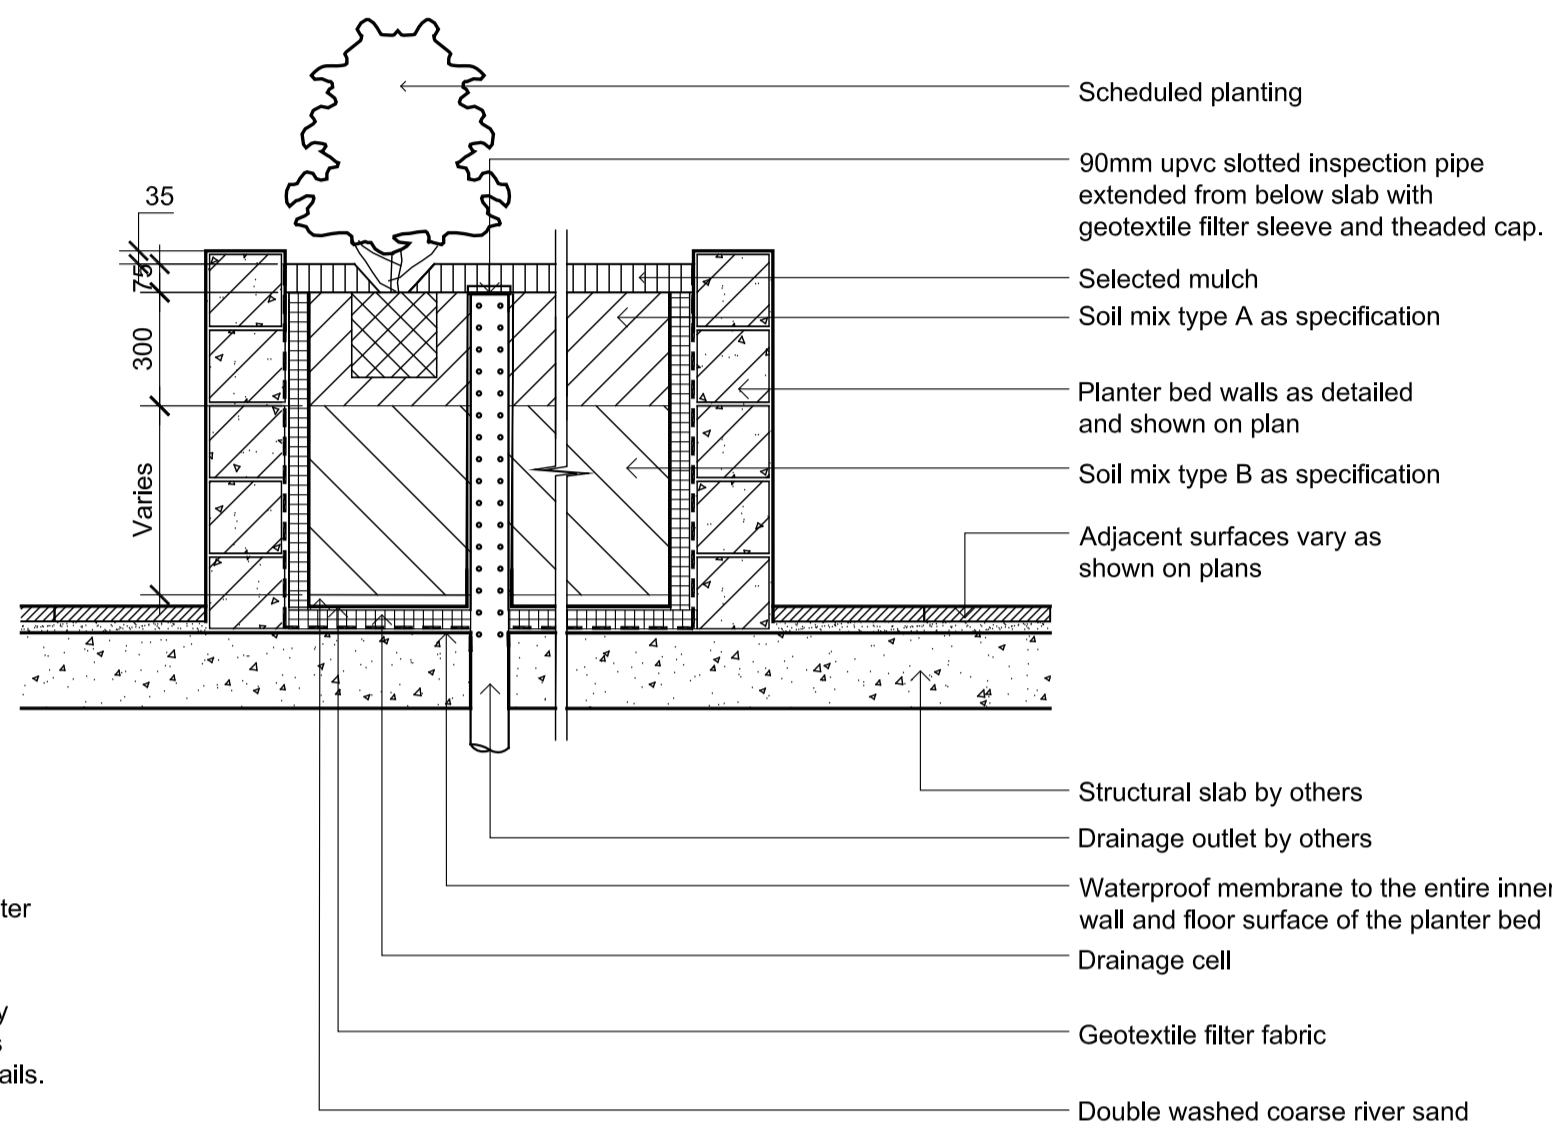 Scheduled planting
90mm upvc slotted inspection pipe
extended from below slab with
geotextile filter sleeve and theaded cap.
35
75
Selected mulch
Soil mix type A as specification
300
Planter bed walls as detailed
and shown on plan
Soil mix type B as specification
Varies
Adjacent surfaces vary as
shown on plans
Structural slab by others
Drainage outlet by others
Waterproof membrane to the entire inner
wall and floor surface of the planter bed
Drainage cell
Geotextile filter fabric
Double washed coarse river sand
ter
y
s
ails.